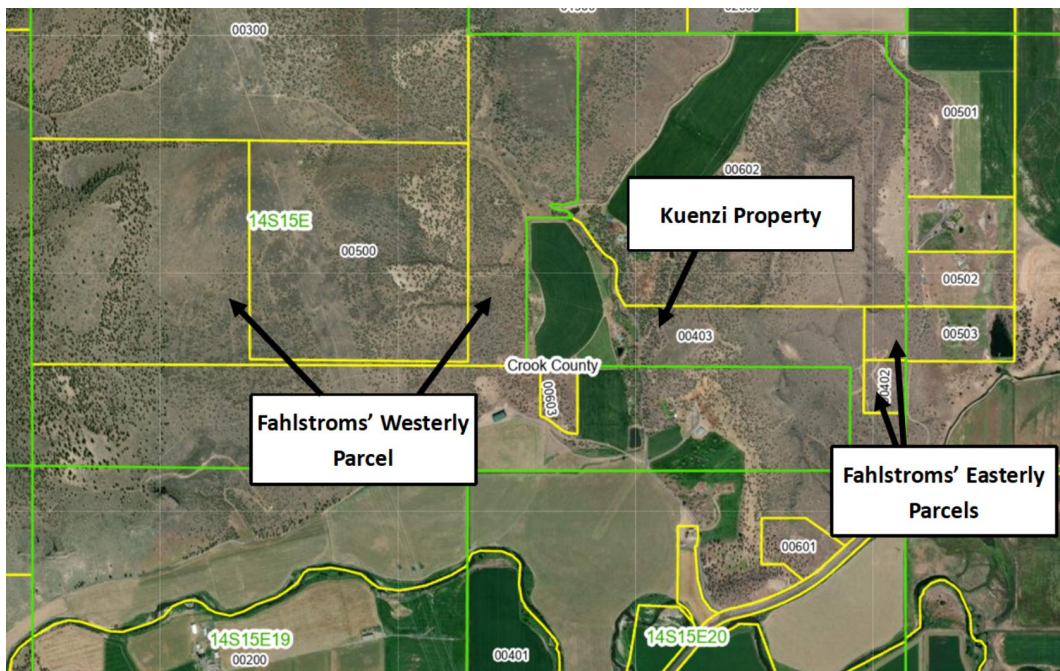 00300
00501
00602
Kuenzi Property
14S15E
00500
00502
00403
00503
Crook County
00603
00402
Fahlstroms’ Westerly
Parcel
Fahlstroms’ Easterly
Parcels
00601
14S15E19
00200
00401
14S15E20